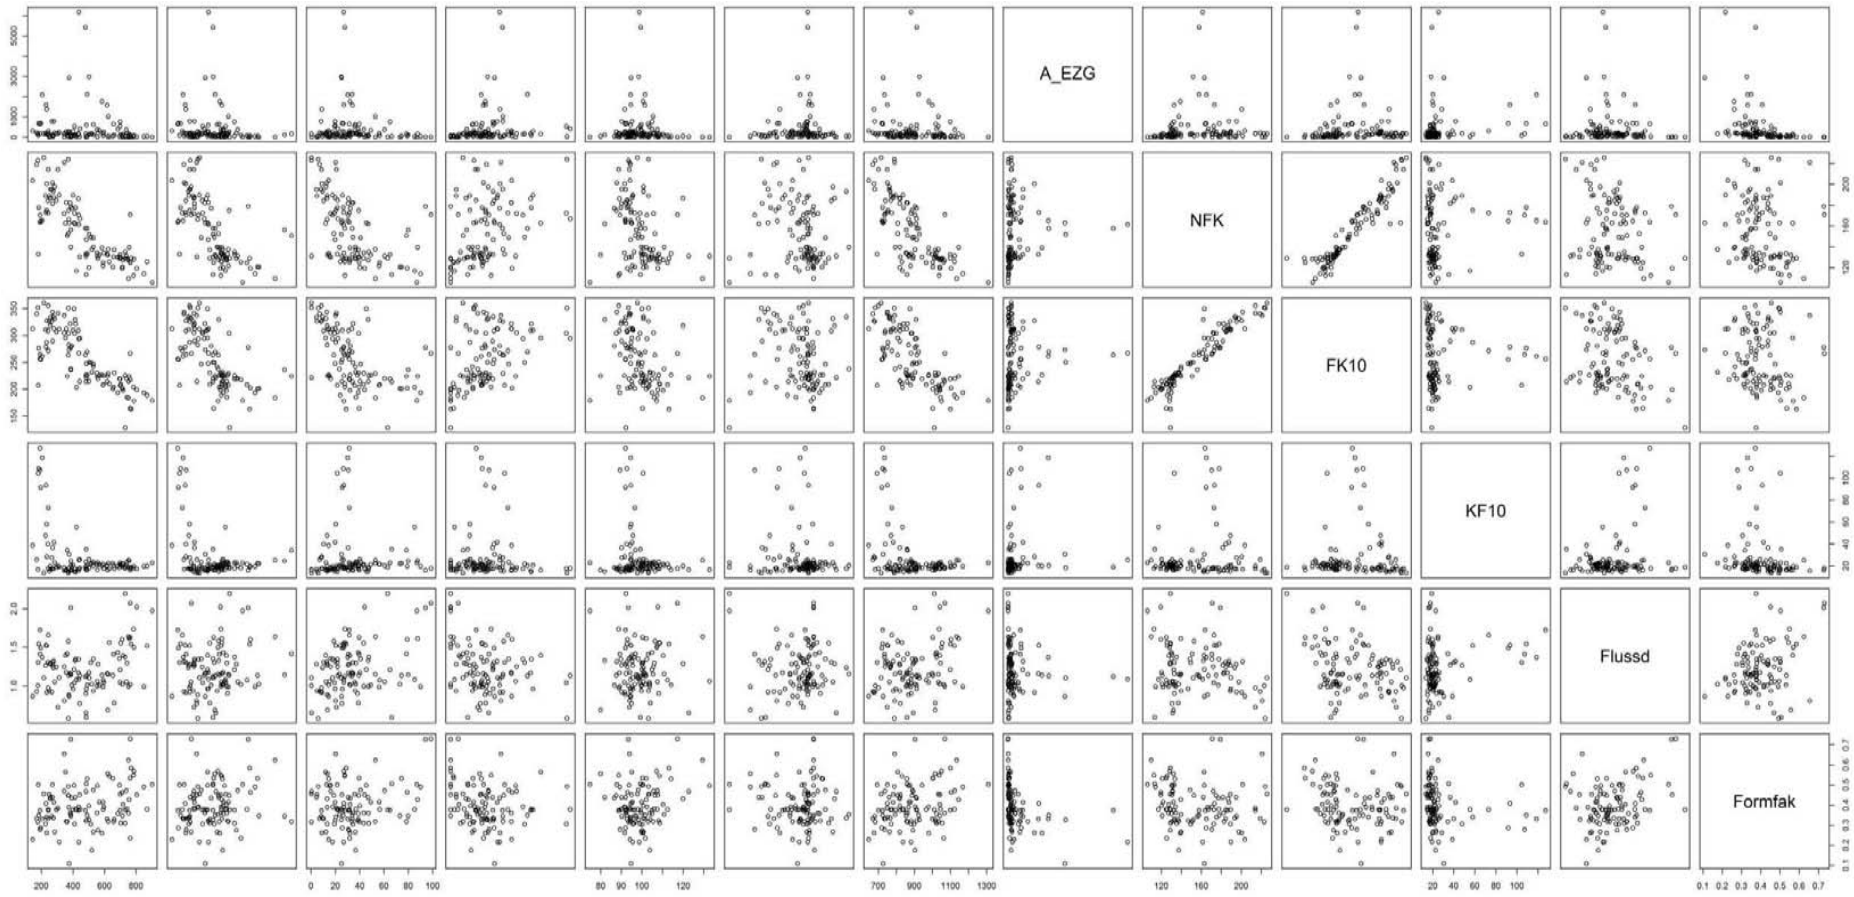 0 1000 3000 5000
A_EZG
NFK
120 160 200
150 200 250 300 350
FK10
KF10
20 40 60 80 100
1.0 1.5 2.0
Flussd
Formfak
0.1 0.2 0.3 0.4 0.5 0.6 0.7
200 400 600 800
0 20 40 60 80 100
80 90 100 120
700 900 1100 1300
120 160 200
20 40 60 80 100
0.1 0.2 0.3 0.4 0.5 0.6 0.7